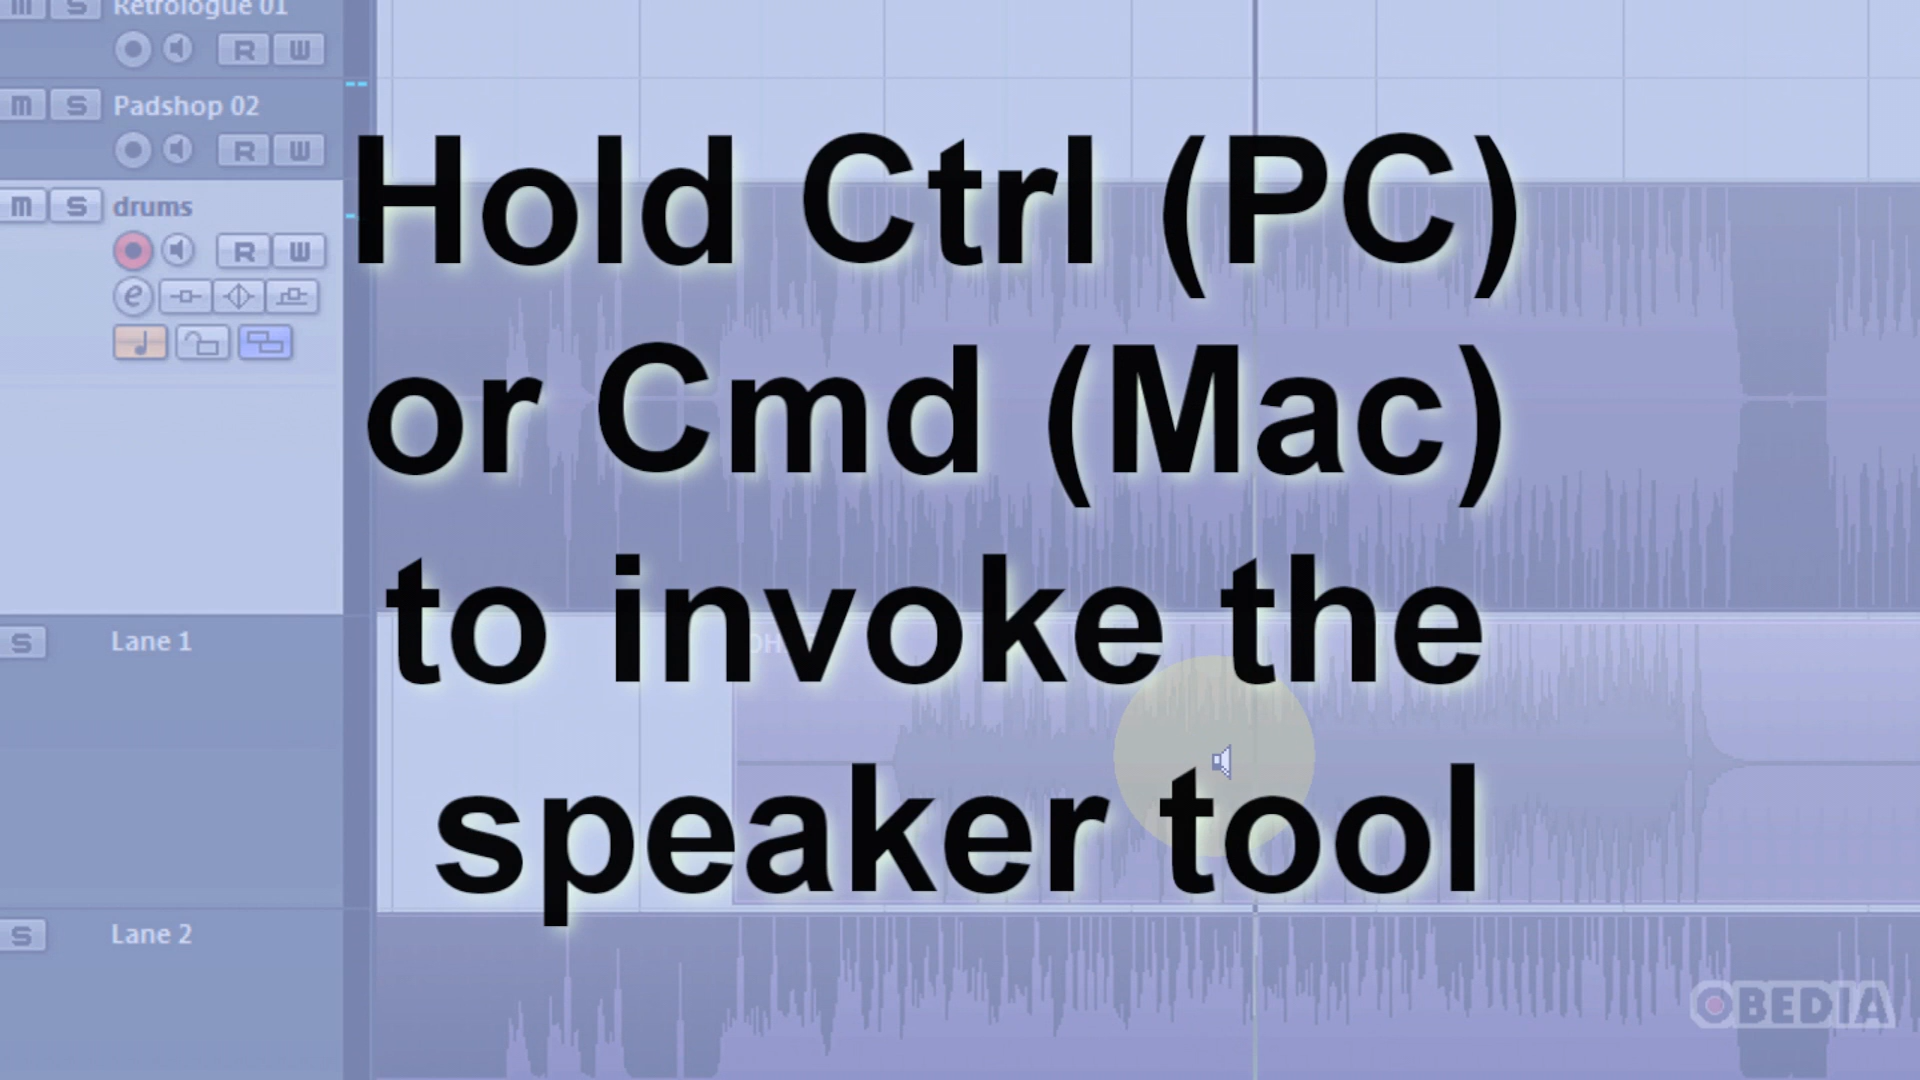 m S Retrologue 01
R W
m S Padshop 02
R W
m S drums
R W
e
Hold Ctrl (PC)
or Cmd (Mac)
to invoke the
speaker tool
S Lane 1
OH
S Lane 2
OBEDIA